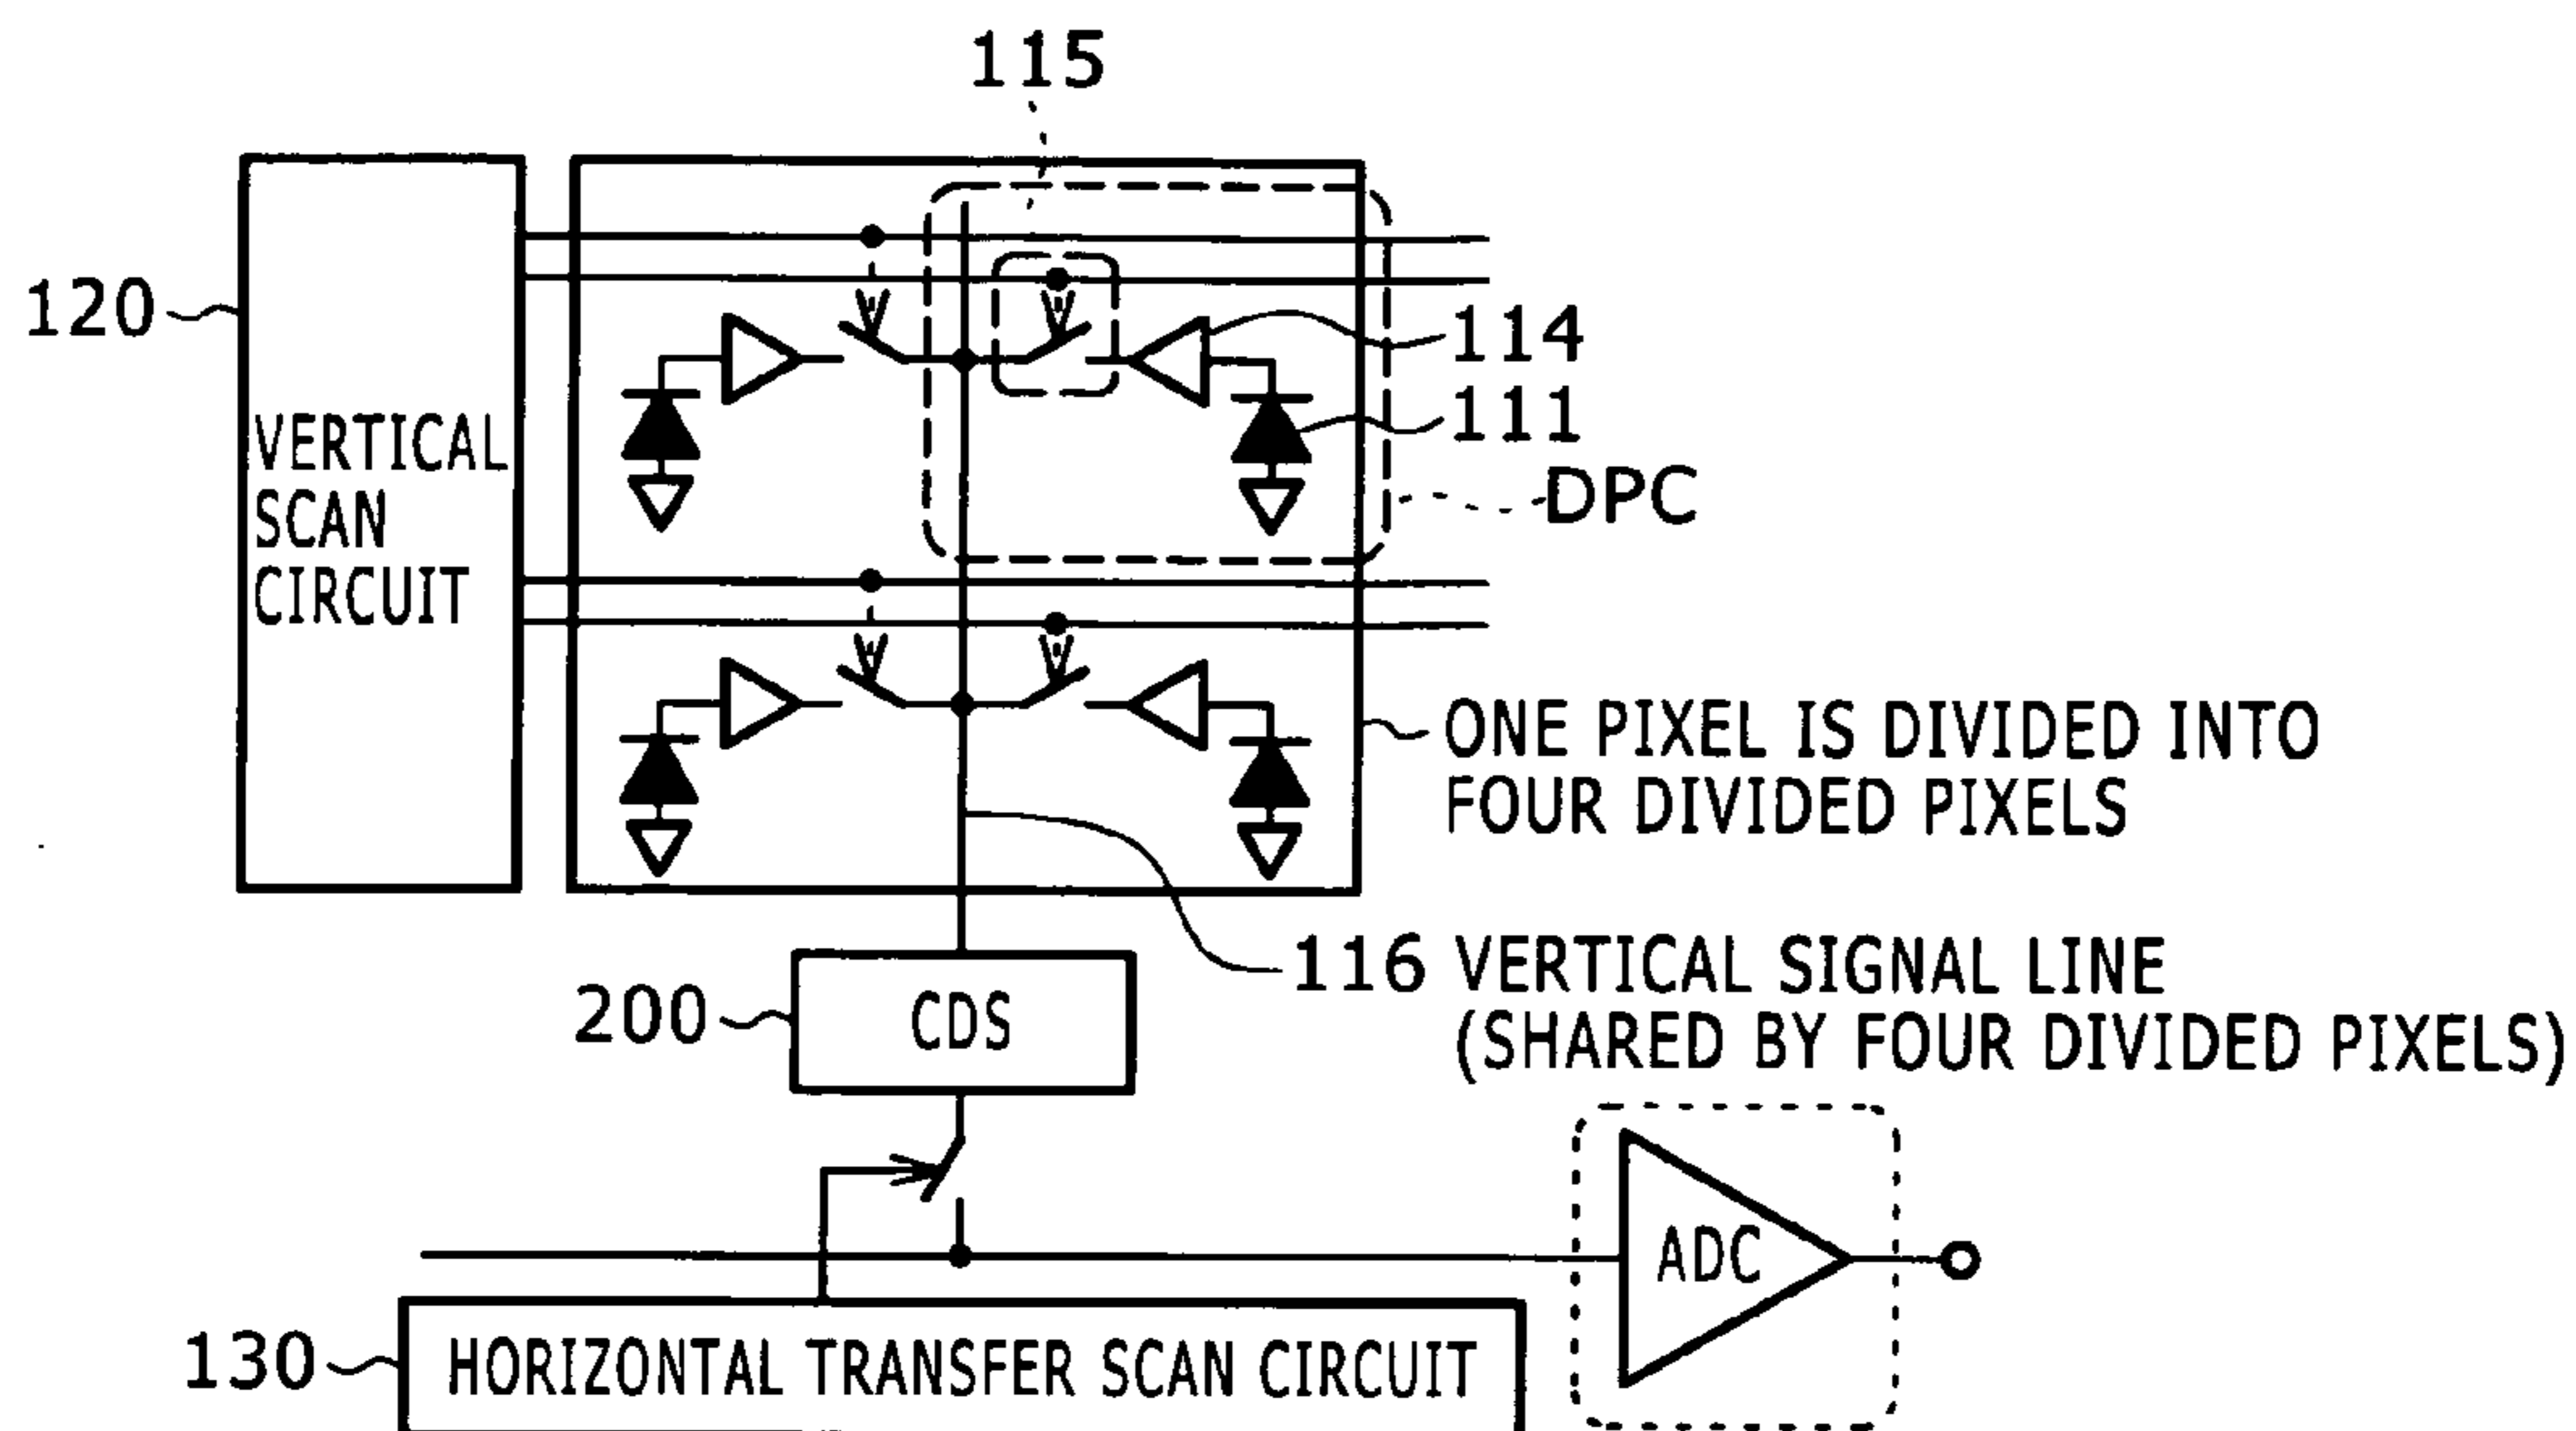 115
120
VERTICAL
SCAN
CIRCUIT
114
111
DPC
ONE PIXEL IS DIVIDED INTO
FOUR DIVIDED PIXELS
116 VERTICAL SIGNAL LINE
(SHARED BY FOUR DIVIDED PIXELS)
200
CDS
ADC
130
HORIZONTAL TRANSFER SCAN CIRCUIT